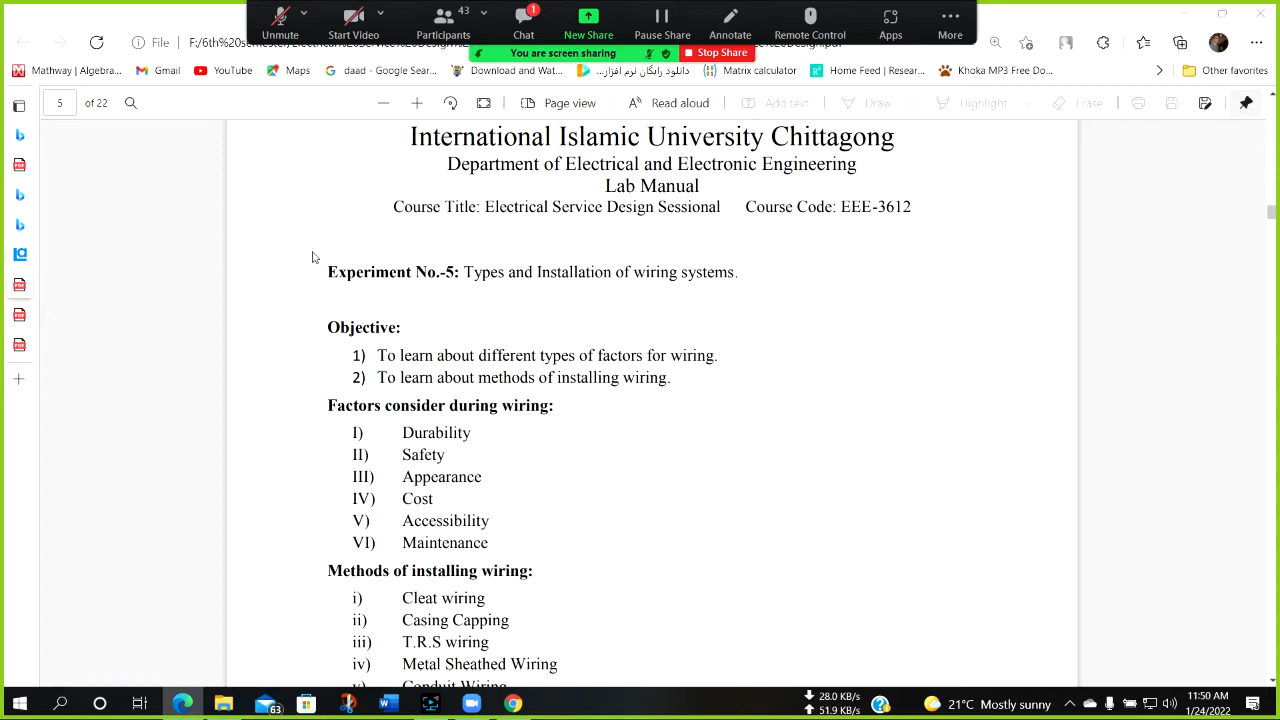 43
1
Unmute Start Video Participants Chat New Share Pause Share Annotate Remote Control Apps More
You are screen sharing Stop Share
File
Mathway | Algebra... Gmail YouTube Maps daad - Google Sear... Download and Wat... دانلود رایگان نرم افزار... Matrix calculator Home Feed | Resear... Khoka MP3 Free Do... Other favorites
5 of 22 Page view Read aloud Add text Draw Highlight Erase
International Islamic University Chittagong
Department of Electrical and Electronic Engineering
Lab Manual
Course Title: Electrical Service Design Sessional Course Code: EEE-3612
Experiment No.-5: Types and Installation of wiring systems.
Objective:
1) To learn about different types of factors for wiring.
2) To learn about methods of installing wiring.
Factors consider during wiring:
I) Durability
II) Safety
III) Appearance
IV) Cost
V) Accessibility
VI) Maintenance
Methods of installing wiring:
i) Cleat wiring
ii) Casing Capping
iii) T.R.S wiring
iv) Metal Sheathed Wiring
v) Conduit Wiring
63
28.0 KB/s
51.9 KB/s
21°C Mostly sunny
11:50 AM
1/24/2022